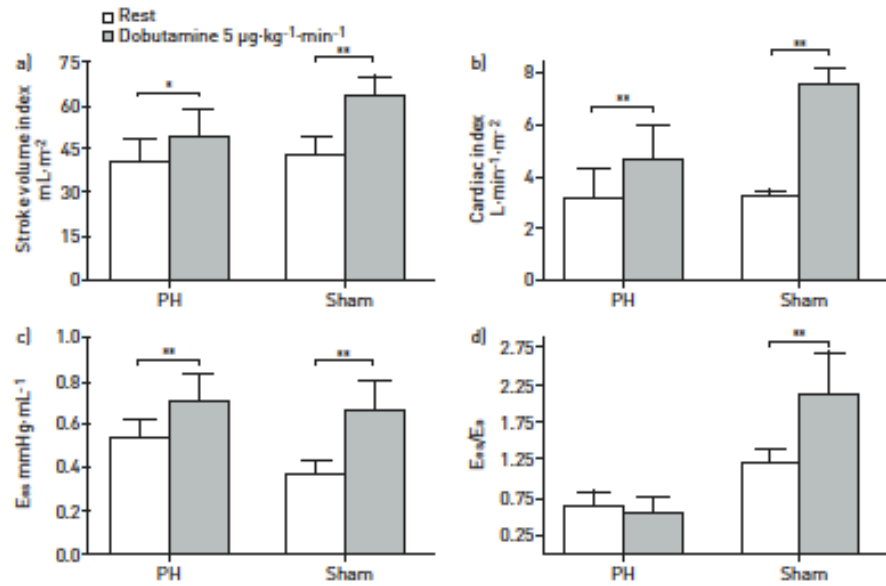 Rest
Dobutamine 5 µg·kg⁻¹·min⁻¹
a)
75
60
45
30
15
0
Stroke volume index
mL·m⁻²
*
**
PH
Sham
b)
8
6
4
2
0
Cardiac index
L·min⁻¹·m⁻²
**
**
PH
Sham
c)
1.0
0.8
0.6
0.4
0.2
0.0
Ees mmHg·mL⁻¹
**
**
PH
Sham
d)
2.75
2.25
1.75
1.25
0.75
0.25
Ees/Ea
**
PH
Sham